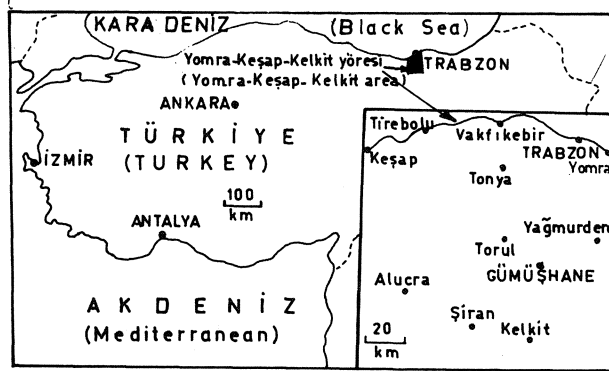 KARA DENİZ (Black Sea)
Yomra-Keşap-Kelkit yöresi
(Yomra-Keşap-Kelkit area)
TRABZON
ANKARA
TÜRKİYE
(TURKEY)
İZMİR
100
km
ANTALYA
AKDENİZ
(Mediterranean)
Tirebolu
Vakfıkebir
Keşap
TRABZON
Yomra
Tonya
Yağmurdere
Torul
GÜMÜŞHANE
Alucra
Şiran
Kelkit
20
km